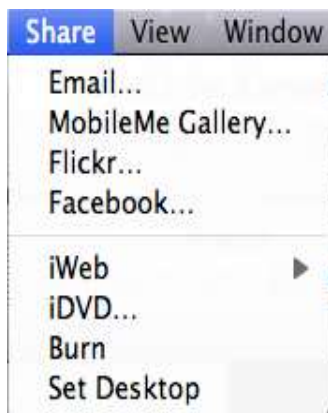 Share View Window
Email...
MobileMe Gallery...
Flickr...
Facebook...
iWeb
iDVD...
Burn
Set Desktop